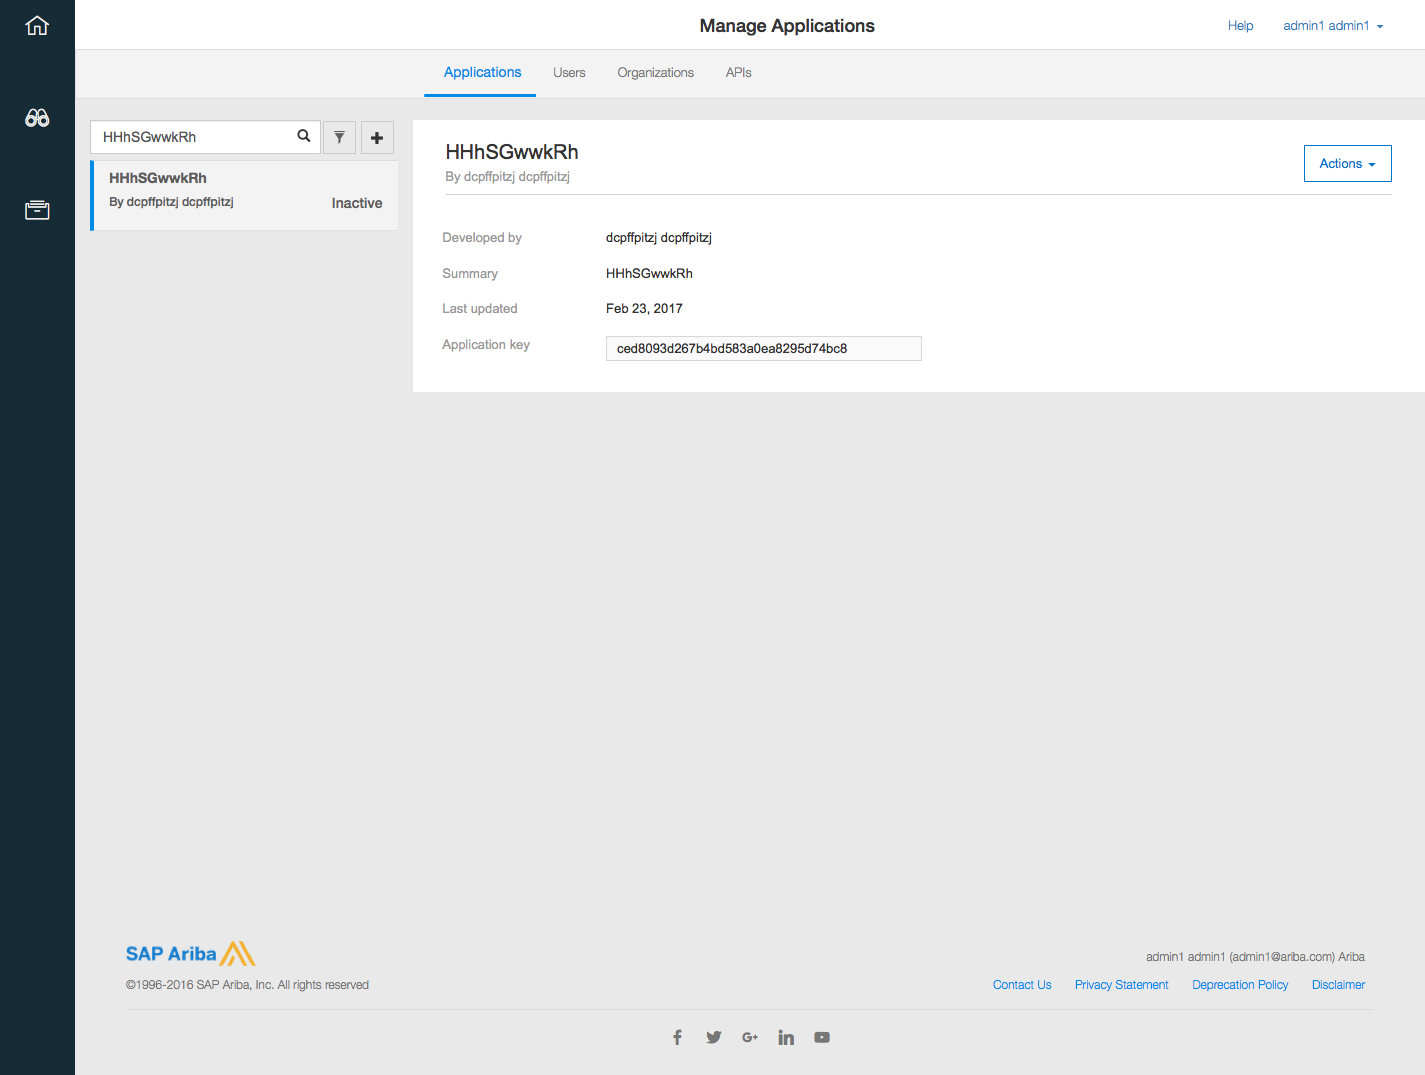 Manage Applications
Help
admin1 admin1
Applications
Users
Organizations
APIs
HHhSGwwkRh
HHhSGwwkRh
By dcpffpitzj dcpffpitzj
Inactive
HHhSGwwkRh
By dcpffpitzj dcpffpitzj
Actions
Developed by
dcpffpitzj dcpffpitzj
Summary
HHhSGwwkRh
Last updated
Feb 23, 2017
Application key
ced8093d267b4bd583a0ea8295d74bc8
SAP Ariba
©1996-2016 SAP Ariba, Inc. All rights reserved
admin1 admin1 (admin1@ariba.com) Ariba
Contact Us
Privacy Statement
Deprecation Policy
Disclaimer